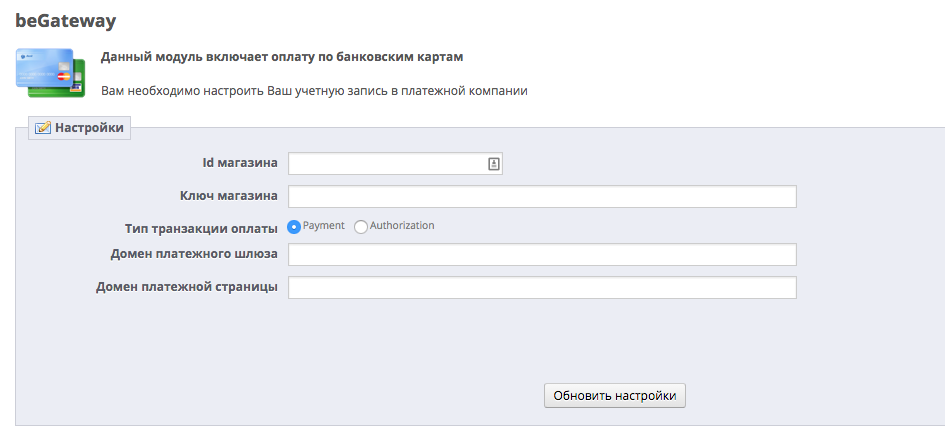 beGateway
Данный модуль включает оплату по банковским картам
Вам необходимо настроить Ваш учетную запись в платежной компании
Настройки
Id магазина
Ключ магазина
Тип транзакции оплаты Payment Authorization
Домен платежного шлюза
Домен платежной страницы
Обновить настройки